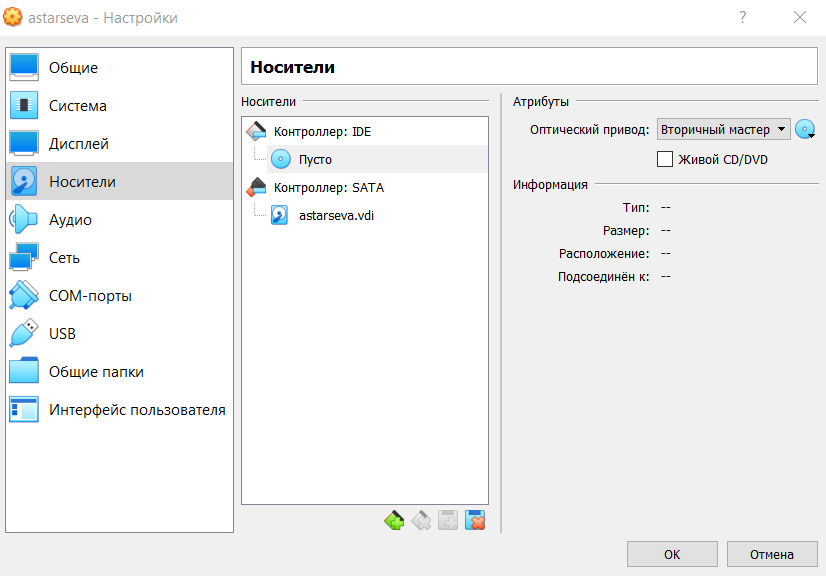 astarseva - Настройки
?
Общие
Система
Дисплей
Носители
Аудио
Сеть
COM-порты
USB
Общие папки
Интерфейс пользователя
Носители
Носители
Контроллер: IDE
Пусто
Контроллер: SATA
astarseva.vdi
Атрибуты
Оптический привод: Вторичный мастер
Живой CD/DVD
Информация
Тип: --
Размер: --
Расположение: --
Подсоединён к: --
OK
Отмена